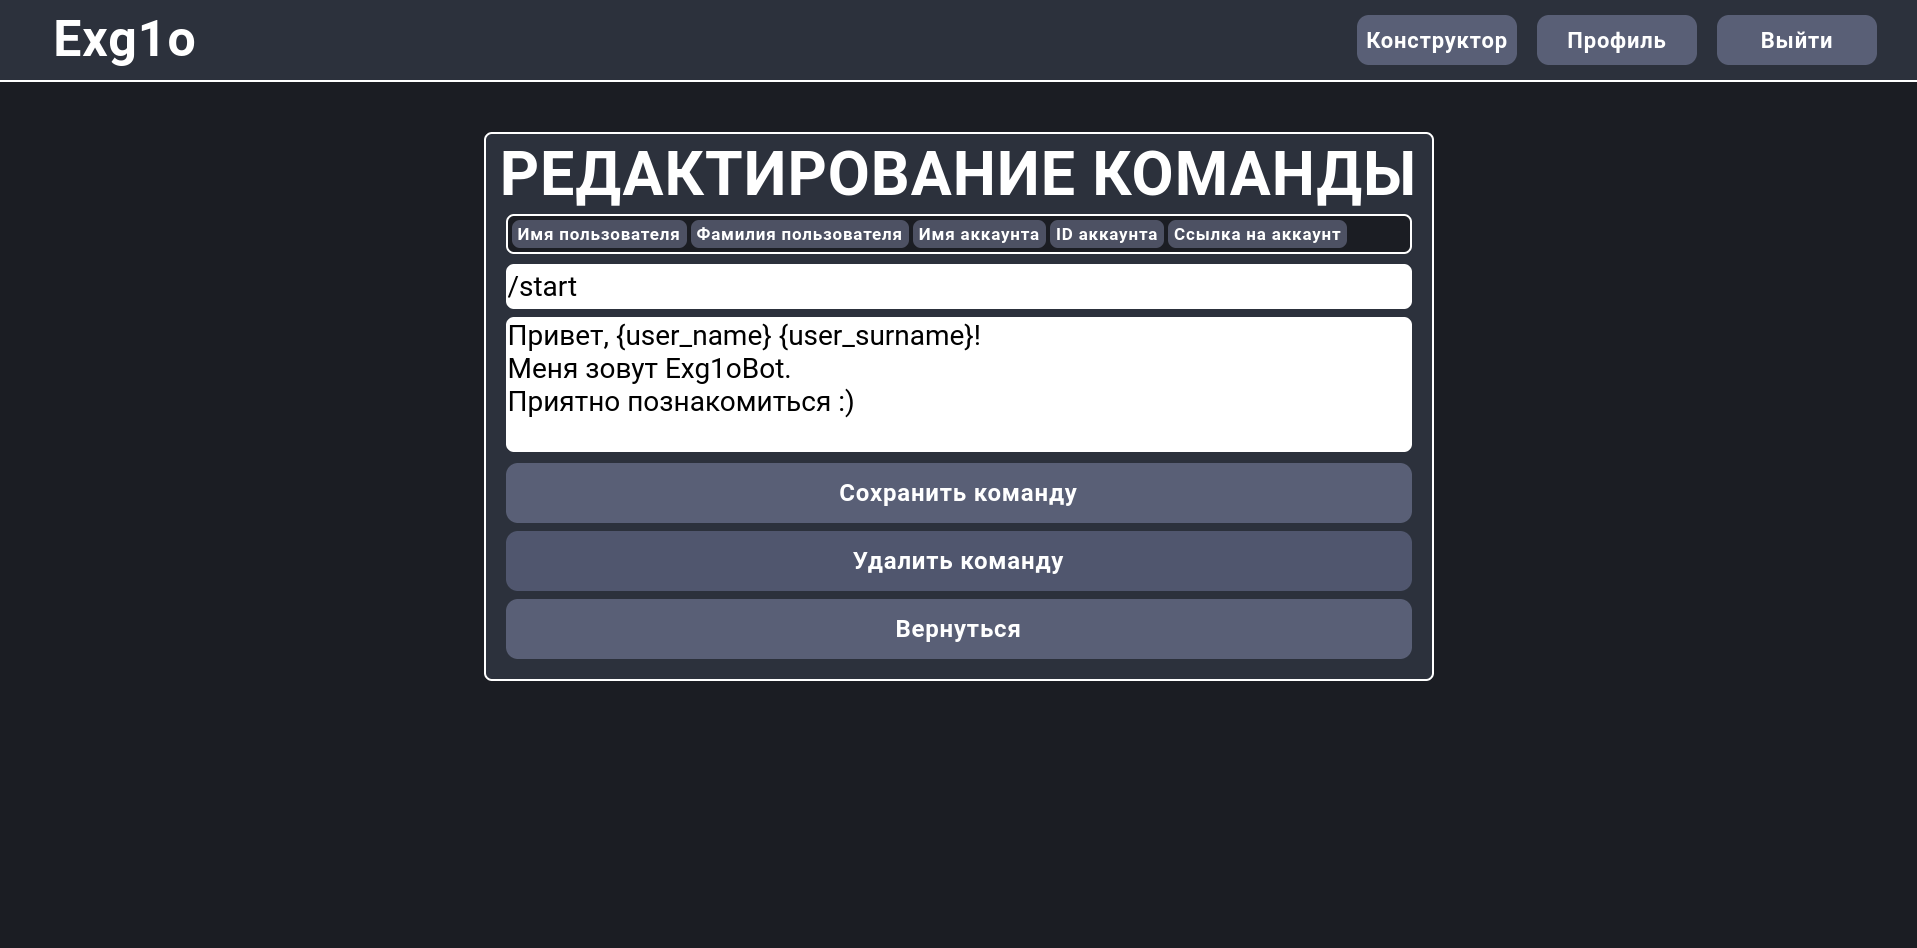 Exg1o
Конструктор Профиль Выйти
РЕДАКТИРОВАНИЕ КОМАНДЫ
Имя пользователя Фамилия пользователя Имя аккаунта ID аккаунта Ссылка на аккаунт
/start
Привет, {user_name} {user_surname}!
Меня зовут Exg1oBot.
Приятно познакомиться :)
Сохранить команду
Удалить команду
Вернуться